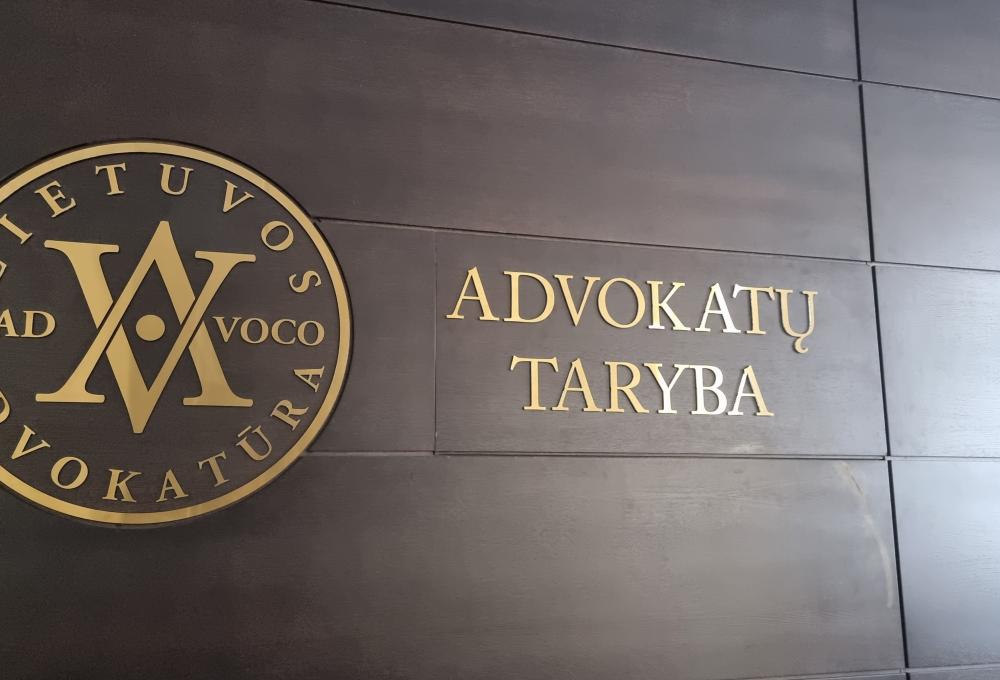 LIETUVOS
AD VOCO
ADVOKATŪRA
ADVOKATŲ
TARYBA